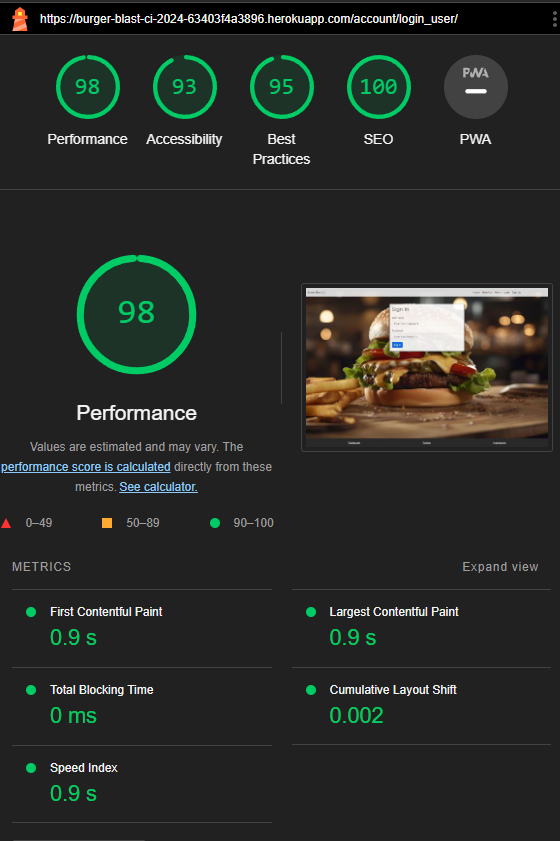 https://burger-blast-ci-2024-63403f4a3896.herokuapp.com/account/login_user/
98
93
95
100
PWA
Performance
Accessibility
Best
Practices
SEO
PWA
98
Performance
Values are estimated and may vary. The
performance score is calculated directly from these
metrics. See calculator.
0–49
50–89
90–100
Sign In
METRICS
Expand view
First Contentful Paint
0.9 s
Largest Contentful Paint
0.9 s
Total Blocking Time
0 ms
Cumulative Layout Shift
0.002
Speed Index
0.9 s